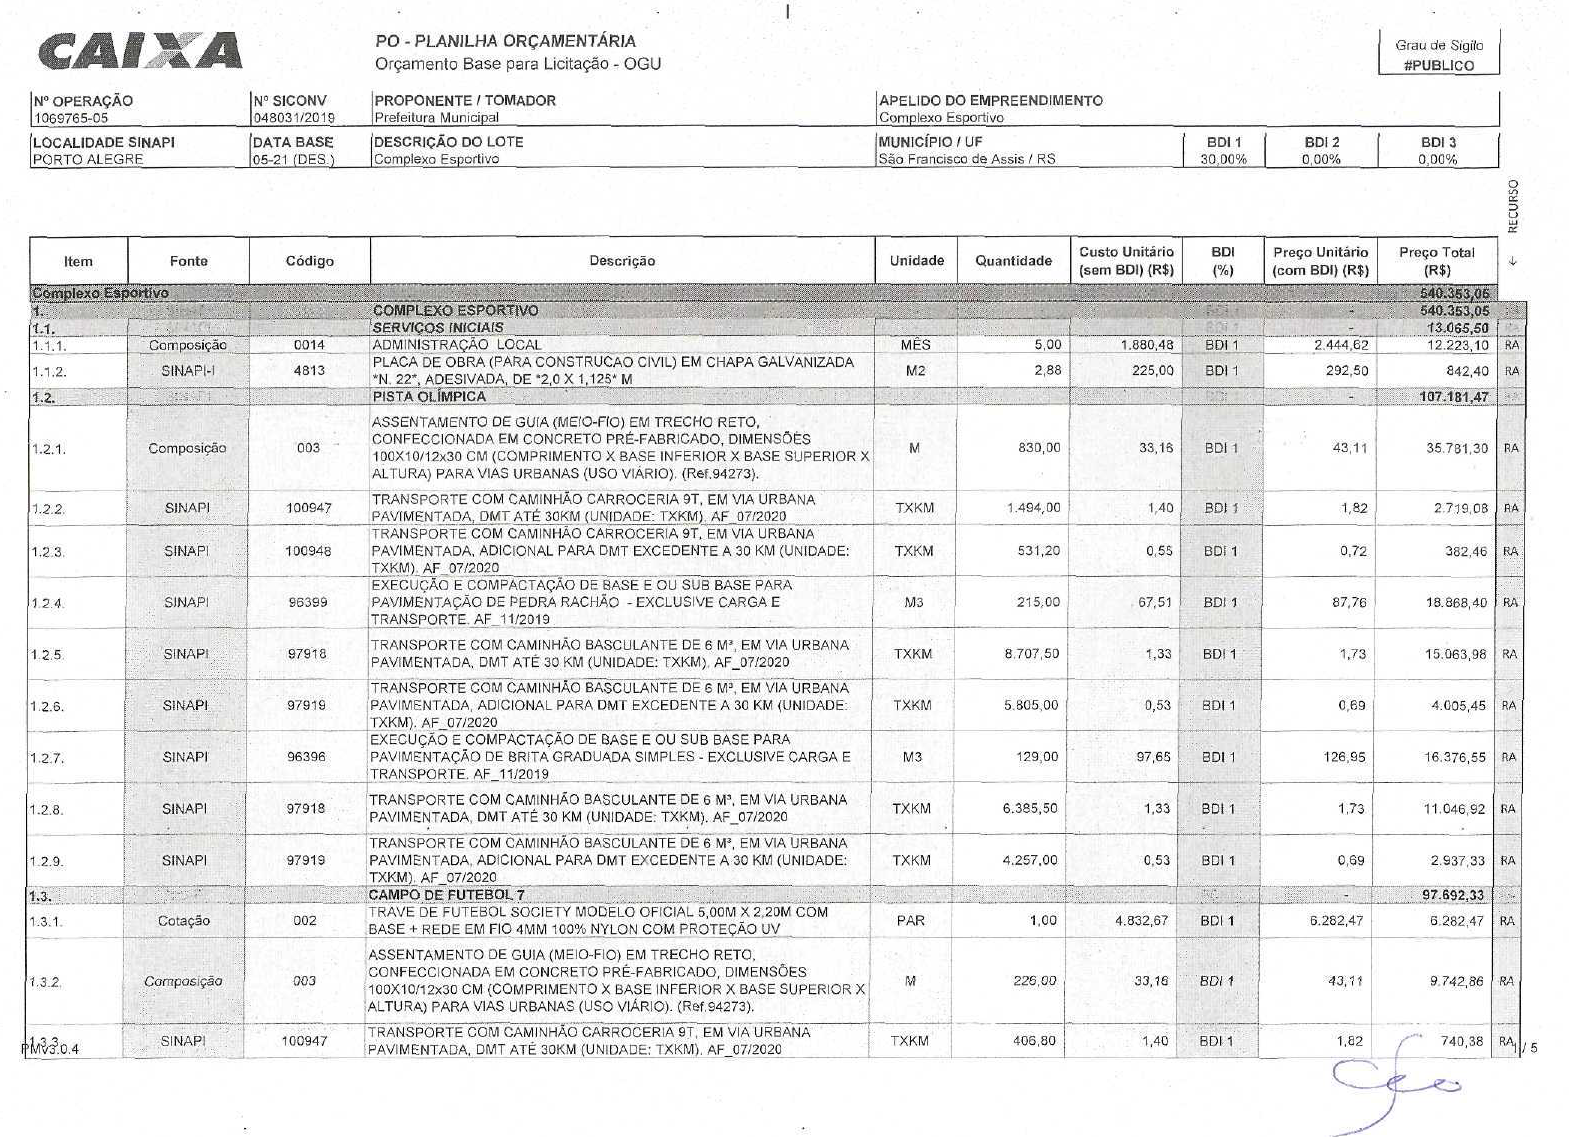 CAIXA
PO - PLANILHA ORÇAMENTÁRIA
Orçamento Base para Licitação - OGU
Grau de Sigilo
#PUBLICO
Nº OPERAÇÃO Nº SICONV PROPONENTE / TOMADOR APELIDO DO EMPREENDIMENTO
1069765-05 048031/2019 Prefeitura Municipal Complexo Esportivo
LOCALIDADE SINAPI DATA BASE DESCRIÇÃO DO LOTE MUNICÍPIO / UF BDI 1 BDI 2 BDI 3
PORTO ALEGRE 05-21 (DES.) Complexo Esportivo São Francisco de Assis / RS 30,00% 0,00% 0,00%
RECURSO
Item Fonte Código Descrição Unidade Quantidade Custo Unitário (sem BDI) (R$) BDI (%) Preço Unitário (com BDI) (R$) Preço Total (R$) ↓
Complexo Esportivo 540.353,05
1. COMPLEXO ESPORTIVO - 540.353,05
1.1. SERVIÇOS INICIAIS - 13.065,50
1.1.1. Composição 0014 ADMINISTRAÇÃO LOCAL MÊS 5,00 1.880,48 BDI 1 2.444,62 12.223,10 RA
PLACA DE OBRA (PARA CONSTRUCAO CIVIL) EM CHAPA GALVANIZADA
1.1.2. SINAPI-I 4813 *N. 22*, ADESIVADA, DE *2,0 X 1,125* M M2 2,88 225,00 BDI 1 292,50 842,40 RA
1.2. PISTA OLÍMPICA - 107.181,47
ASSENTAMENTO DE GUIA (MEIO-FIO) EM TRECHO RETO,
CONFECCIONADA EM CONCRETO PRÉ-FABRICADO, DIMENSÕES
1.2.1. Composição 003 100X10/12x30 CM (COMPRIMENTO X BASE INFERIOR X BASE SUPERIOR X M 830,00 33,16 BDI 1 43,11 35.781,30 RA
ALTURA) PARA VIAS URBANAS (USO VIÁRIO). (Ref.94273).
TRANSPORTE COM CAMINHÃO CARROCERIA 9T, EM VIA URBANA
1.2.2. SINAPI 100947 PAVIMENTADA, DMT ATÉ 30KM (UNIDADE: TXKM). AF_07/2020 TXKM 1.494,00 1,40 BDI 1 1,82 2.719,08 RA
TRANSPORTE COM CAMINHÃO CARROCERIA 9T, EM VIA URBANA
1.2.3. SINAPI 100948 PAVIMENTADA, ADICIONAL PARA DMT EXCEDENTE A 30 KM (UNIDADE: TXKM 531,20 0,55 BDI 1 0,72 382,46 RA
TXKM). AF_07/2020
EXECUÇÃO E COMPACTAÇÃO DE BASE E OU SUB BASE PARA
1.2.4. SINAPI 96399 PAVIMENTAÇÃO DE PEDRA RACHÃO - EXCLUSIVE CARGA E M3 215,00 67,51 BDI 1 87,76 18.868,40 RA
TRANSPORTE. AF_11/2019
TRANSPORTE COM CAMINHÃO BASCULANTE DE 6 M³, EM VIA URBANA
1.2.5. SINAPI 97918 PAVIMENTADA, DMT ATÉ 30 KM (UNIDADE: TXKM). AF_07/2020 TXKM 8.707,50 1,33 BDI 1 1,73 15.063,98 RA
TRANSPORTE COM CAMINHÃO BASCULANTE DE 6 M³, EM VIA URBANA
1.2.6. SINAPI 97919 PAVIMENTADA, ADICIONAL PARA DMT EXCEDENTE A 30 KM (UNIDADE: TXKM 5.805,00 0,53 BDI 1 0,69 4.005,45 RA
TXKM). AF_07/2020
EXECUÇÃO E COMPACTAÇÃO DE BASE E OU SUB BASE PARA
1.2.7. SINAPI 96396 PAVIMENTAÇÃO DE BRITA GRADUADA SIMPLES - EXCLUSIVE CARGA E M3 129,00 97,65 BDI 1 126,95 16.376,55 RA
TRANSPORTE. AF_11/2019
TRANSPORTE COM CAMINHÃO BASCULANTE DE 6 M³, EM VIA URBANA
1.2.8. SINAPI 97918 PAVIMENTADA, DMT ATÉ 30 KM (UNIDADE: TXKM). AF_07/2020 TXKM 6.385,50 1,33 BDI 1 1,73 11.046,92 RA
TRANSPORTE COM CAMINHÃO BASCULANTE DE 6 M³, EM VIA URBANA
1.2.9. SINAPI 97919 PAVIMENTADA, ADICIONAL PARA DMT EXCEDENTE A 30 KM (UNIDADE: TXKM 4.257,00 0,53 BDI 1 0,69 2.937,33 RA
TXKM). AF_07/2020
1.3. CAMPO DE FUTEBOL 7 - 97.692,33
TRAVE DE FUTEBOL SOCIETY MODELO OFICIAL 5,00M X 2,20M COM
1.3.1. Cotação 002 BASE + REDE EM FIO 4MM 100% NYLON COM PROTEÇÃO UV PAR 1,00 4.832,67 BDI 1 6.282,47 6.282,47 RA
ASSENTAMENTO DE GUIA (MEIO-FIO) EM TRECHO RETO,
CONFECCIONADA EM CONCRETO PRÉ-FABRICADO, DIMENSÕES
1.3.2. Composição 003 100X10/12x30 CM (COMPRIMENTO X BASE INFERIOR X BASE SUPERIOR X M 226,00 33,16 BDI 1 43,11 9.742,86 RA
ALTURA) PARA VIAS URBANAS (USO VIÁRIO). (Ref.94273).
TRANSPORTE COM CAMINHÃO CARROCERIA 9T, EM VIA URBANA
1.3.3. SINAPI 100947 PAVIMENTADA, DMT ATÉ 30KM (UNIDADE: TXKM). AF_07/2020 TXKM 406,80 1,40 BDI 1 1,82 740,38 RA
PMv3.0.4 1 / 5